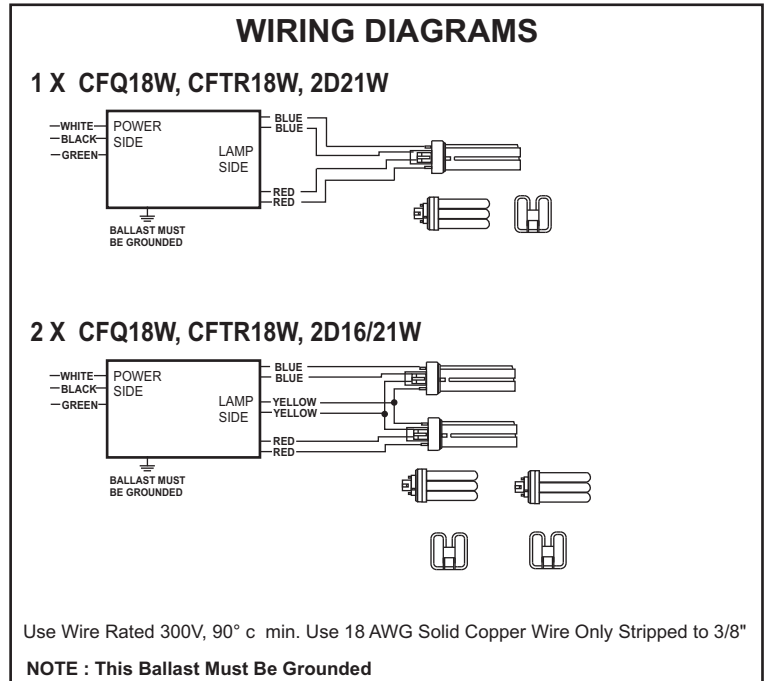 WIRING DIAGRAMS
1 X CFQ18W, CFTR18W, 2D21W
WHITE
BLACK
GREEN
POWER
SIDE
LAMP
SIDE
BLUE
BLUE
RED
RED
BALLAST MUST
BE GROUNDED
2 X CFQ18W, CFTR18W, 2D16/21W
WHITE
BLACK
GREEN
POWER
SIDE
LAMP
SIDE
BLUE
BLUE
YELLOW
YELLOW
RED
RED
BALLAST MUST
BE GROUNDED
Use Wire Rated 300V, 90° c min. Use 18 AWG Solid Copper Wire Only Stripped to 3/8"
NOTE : This Ballast Must Be Grounded